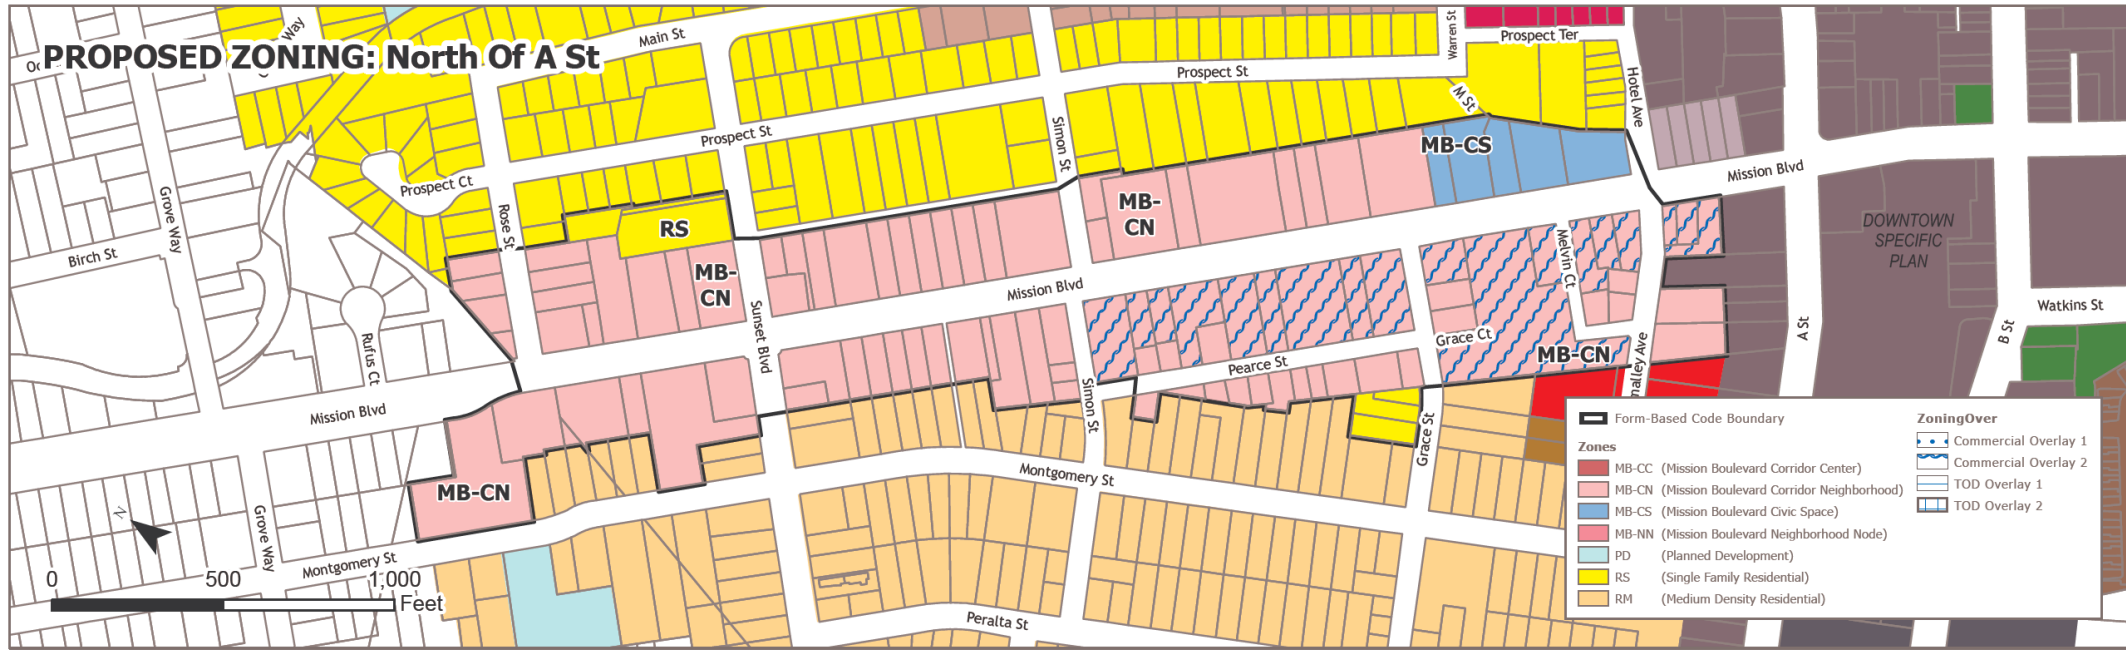 PROPOSED ZONING: North Of A St
Main St
Warren St
Prospect Ter
Prospect St
M St
Hotel Ave
Prospect St
Simon St
MB-CS
Mission Blvd
Prospect Ct
Grove Way
Rose St
RS
MB-
CN
MB-
CN
DOWNTOWN
SPECIFIC
PLAN
Birch St
Melvin Ct
Mission Blvd
Sunset Blvd
Rufus Ct
Grace Ct
MB-CN
Pearce St
A St
B St
Watkins St
Mission Blvd
Simon St
Grace St
MB-CN
Montgomery St
Grove Way
Montgomery St
Peralta St
N
0 500 1,000
Feet
Form-Based Code Boundary
Zones
MB-CC (Mission Boulevard Corridor Center)
MB-CN (Mission Boulevard Corridor Neighborhood)
MB-CS (Mission Boulevard Civic Space)
MB-NN (Mission Boulevard Neighborhood Node)
PD (Planned Development)
RS (Single Family Residential)
RM (Medium Density Residential)
ZoningOver
Commercial Overlay 1
Commercial Overlay 2
TOD Overlay 1
TOD Overlay 2